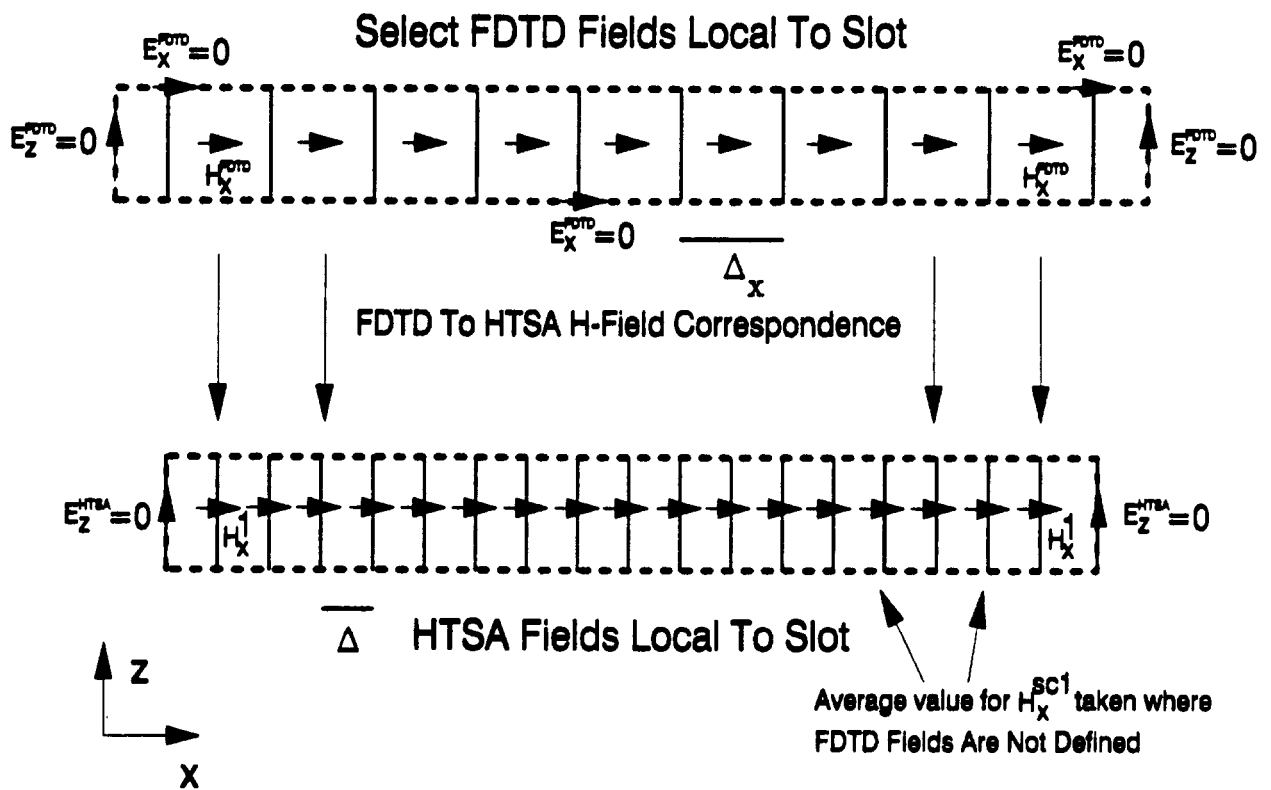 Select FDTD Fields Local To Slot
E_X^FDTD=0
E_X^FDTD=0
E_Z^FDTD=0
E_Z^FDTD=0
H_X^FDTD
H_X^FDTD
E_X^FDTD=0
Δ_x
FDTD To HTSA H-Field Correspondence
E_Z^HTSA=0
H_X^1
H_X^1
E_Z^HTSA=0
Δ
HTSA Fields Local To Slot
Z
X
Average value for H_X^SC1 taken where
FDTD Fields Are Not Defined